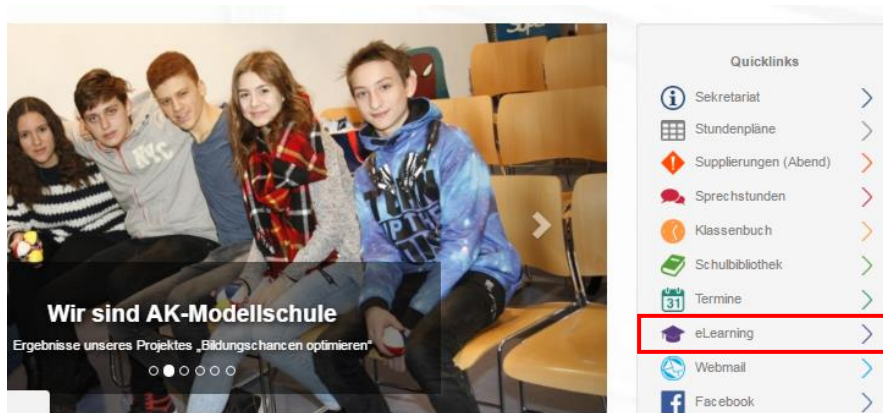 NYC
Wir sind AK-Modellschule
Ergebnisse unseres Projektes „Bildungschancen optimieren"
Quicklinks
Sekretariat
Stundenpläne
Supplierungen (Abend)
Sprechstunden
Klassenbuch
Schulbibliothek
31 Termine
eLearning
Webmail
f Facebook